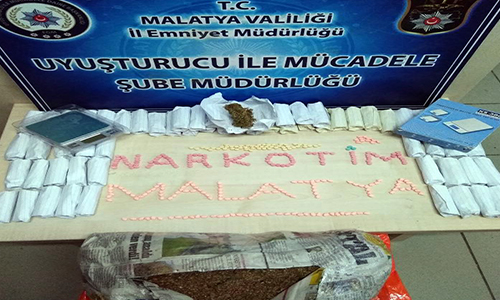 T.C.
MALATYA VALİLİĞİ
İl Emniyet Müdürlüğü
UYUŞTURUCU İLE MÜCADELE
ŞUBE MÜDÜRLÜĞÜ
NARKOTİM
MALATYA